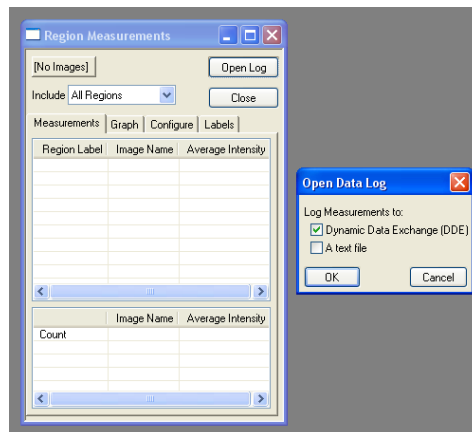 Region Measurements
[No Images]
Open Log
Include All Regions
Close
Measurements Graph Configure Labels
Region Label Image Name Average Intensity
Image Name Average Intensity
Count
Open Data Log
Log Measurements to:
Dynamic Data Exchange (DDE)
A text file
OK Cancel